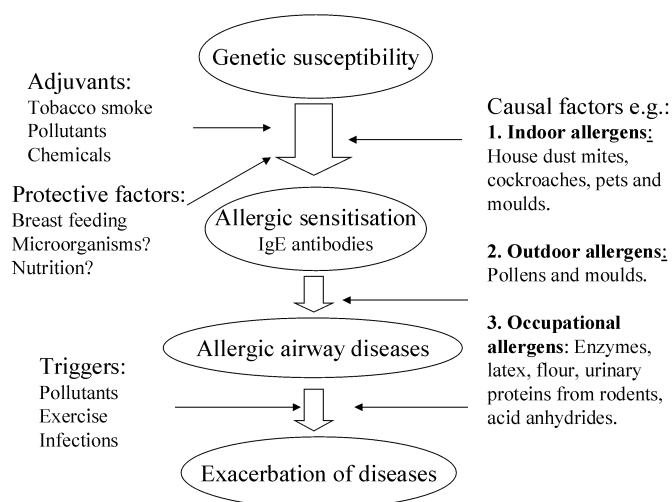 Genetic susceptibility
Adjuvants:
Tobacco smoke
Pollutants
Chemicals
Causal factors e.g.:
1. Indoor allergens:
House dust mites,
cockroaches, pets and
moulds.
Protective factors:
Breast feeding
Microorganisms?
Nutrition?
Allergic sensitisation
IgE antibodies
2. Outdoor allergens:
Pollens and moulds.
3. Occupational
allergens: Enzymes,
latex, flour, urinary
proteins from rodents,
acid anhydrides.
Allergic airway diseases
Triggers:
Pollutants
Exercise
Infections
Exacerbation of diseases